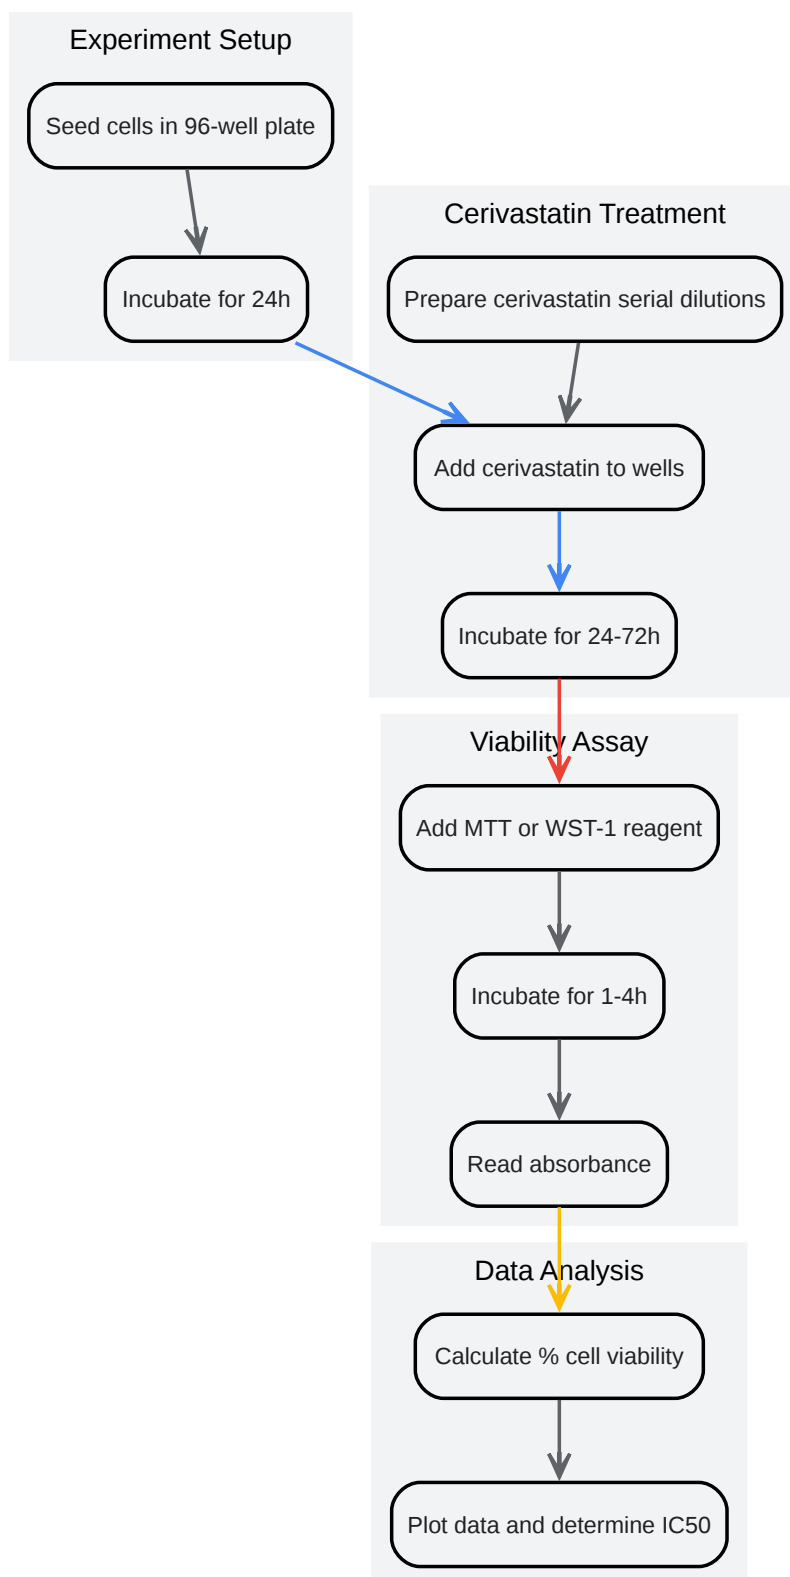 Experiment Setup
Seed cells in 96-well plate
Incubate for 24h
Cerivastatin Treatment
Prepare cerivastatin serial dilutions
Add cerivastatin to wells
Incubate for 24-72h
Viability Assay
Add MTT or WST-1 reagent
Incubate for 1-4h
Read absorbance
Data Analysis
Calculate % cell viability
Plot data and determine IC50